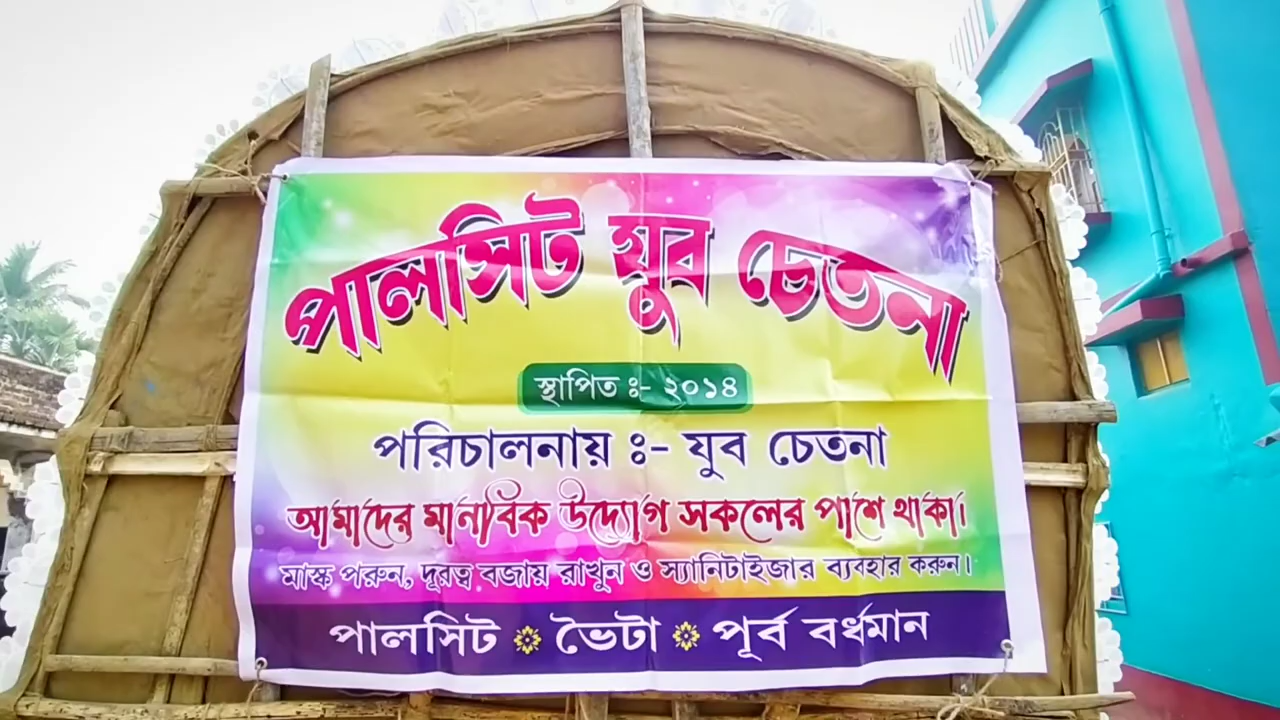 পালসিট যুব চেতনা
স্থাপিত ঃ- ২০১৪
পরিচালনায় ঃ- যুব চেতনা
আমাদের মানবিক উদ্যোগ সকলের পাশে থাকা।
মাস্ক পরুন, দূরত্ব বজায় রাখুন ও স্যানিটাইজার ব্যবহার করুন।
পালসিট ভৈটা পূর্ব বর্ধমান